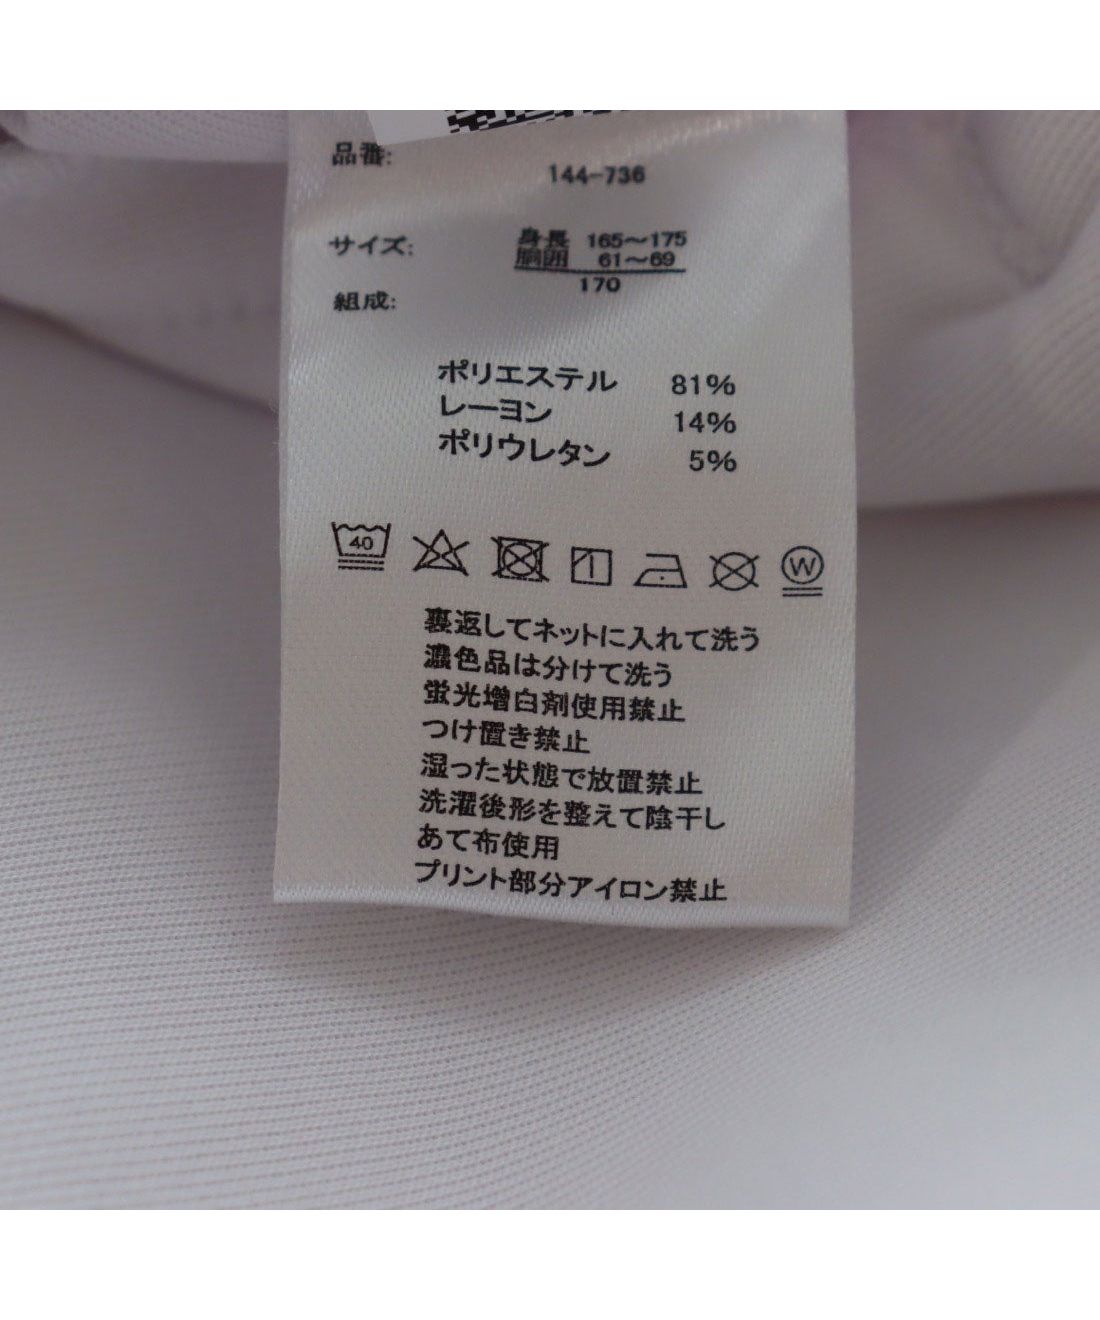 品番:
144-736
サイズ: 身長 165〜175
胴囲 61〜69
170
組成:
ポリエステル 81%
レーヨン 14%
ポリウレタン 5%
40
W
裏返してネットに入れて洗う
濃色品は分けて洗う
蛍光増白剤使用禁止
つけ置き禁止
湿った状態で放置禁止
洗濯後形を整えて陰干し
あて布使用
プリント部分アイロン禁止